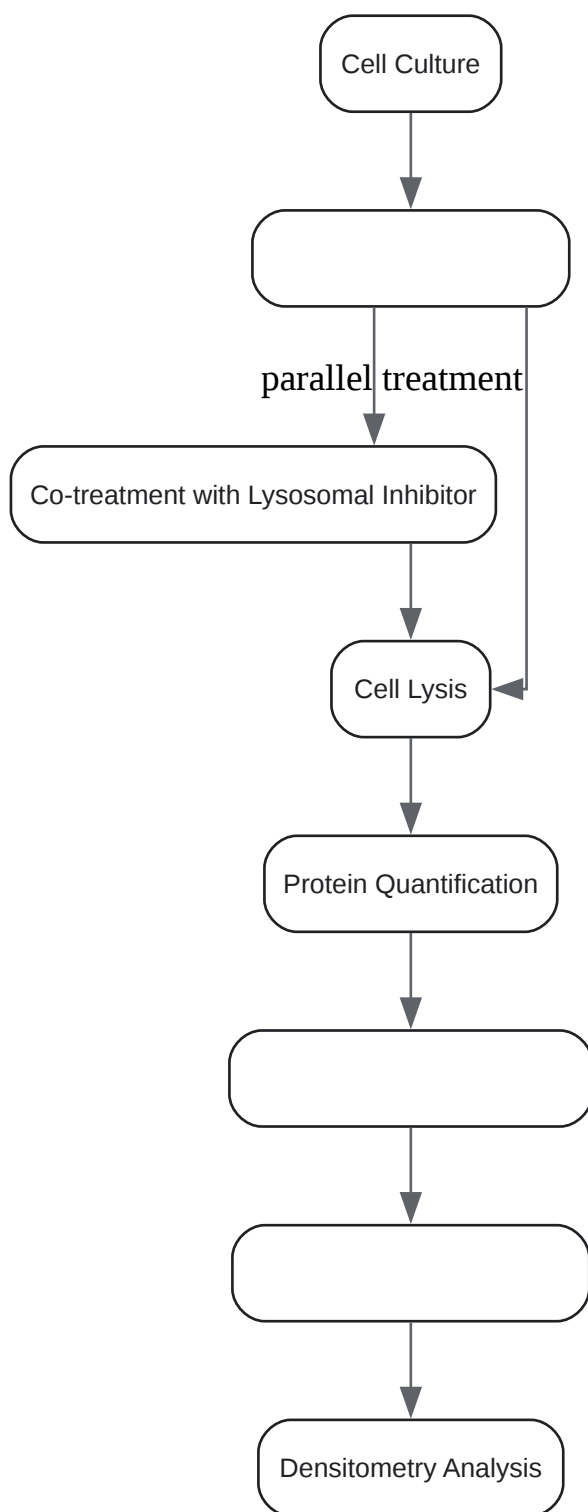 Cell Culture
parallel treatment
Co-treatment with Lysosomal Inhibitor
Cell Lysis
Protein Quantification
Densitometry Analysis